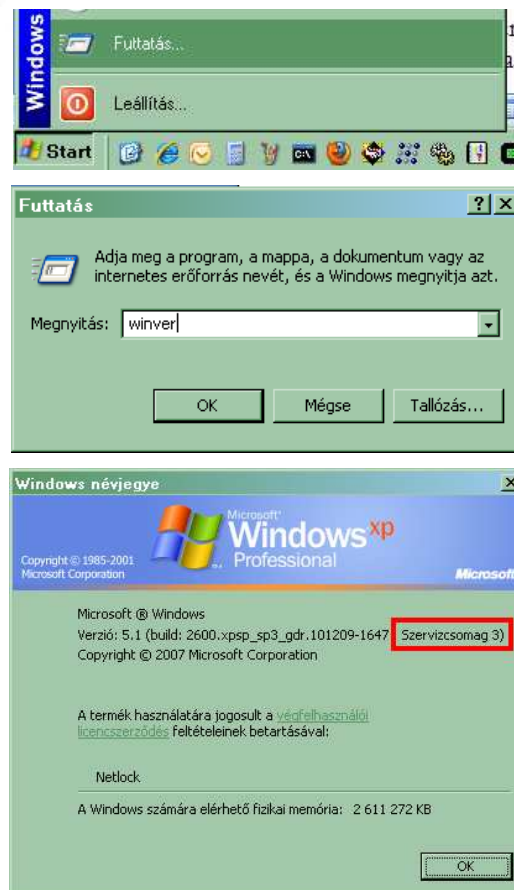 Windows
Futtatás...
Leállítás...
Start
Futtatás
Adja meg a program, a mappa, a dokumentum vagy az
internetes erőforrás nevét, és a Windows megnyitja azt.
Megnyitás: winver
OK Mégse Tallózás...
Windows névjegye
Copyright © 1985-2001
Microsoft Corporation
Microsoft
Windows xp
Professional
Microsoft
Microsoft ® Windows
Verzió: 5.1 (build: 2600.xpsp_sp3_gdr.101209-1647 Szervizcsomag 3)
Copyright © 2007 Microsoft Corporation
A termék használatára jogosult a végfelhasználói
licencszerződés feltételeinek betartásával:
Netlock
A Windows számára elérhető fizikai memória: 2 611 272 KB
OK